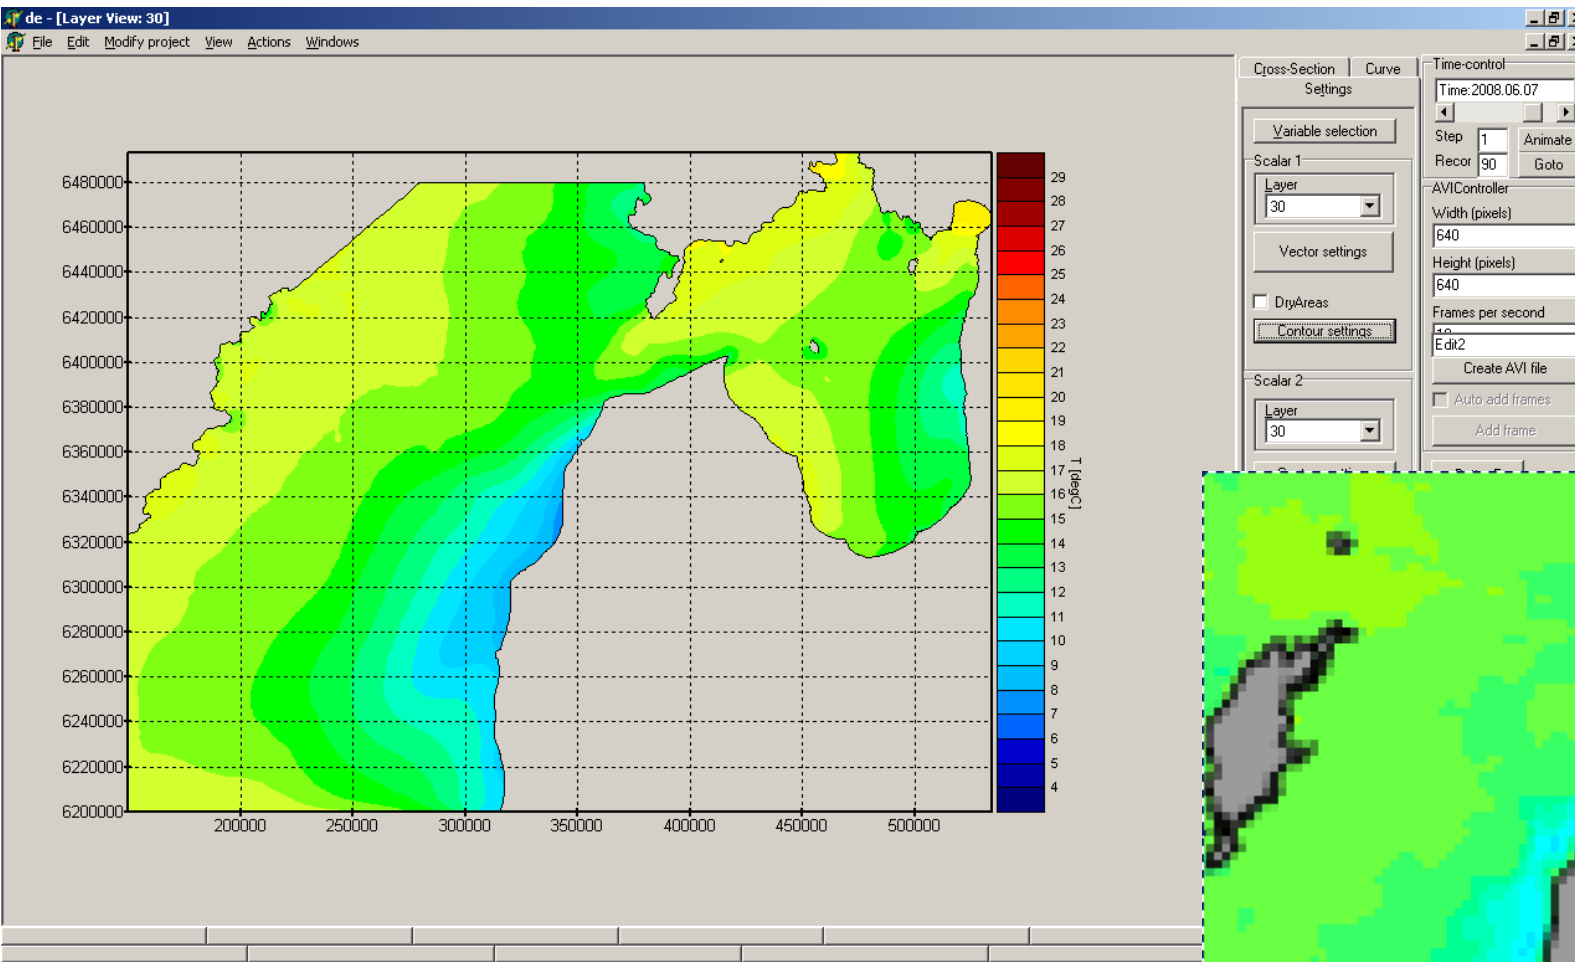 de - [Layer View: 30]
File Edit Modify project View Actions Windows
Cross-Section Curve
Settings
Variable selection
Scalar 1
Layer
30
Vector settings
DryAreas
Contour settings
Scalar 2
Layer
30
Time-control
Time:2008.06.07
Step 1 Animate
Recor 90 Goto
AVIController
Width (pixels)
640
Height (pixels)
640
Frames per second
Edit2
Create AVI file
Auto add frames
Add frame
6480000
6460000
6440000
6420000
6400000
6380000
6360000
6340000
6320000
6300000
6280000
6260000
6240000
6220000
6200000
200000 250000 300000 350000 400000 450000 500000
29
28
27
26
25
24
23
22
21
20
19
18
17
16
15
14
13
12
11
10
9
8
7
6
5
4
T [degC]